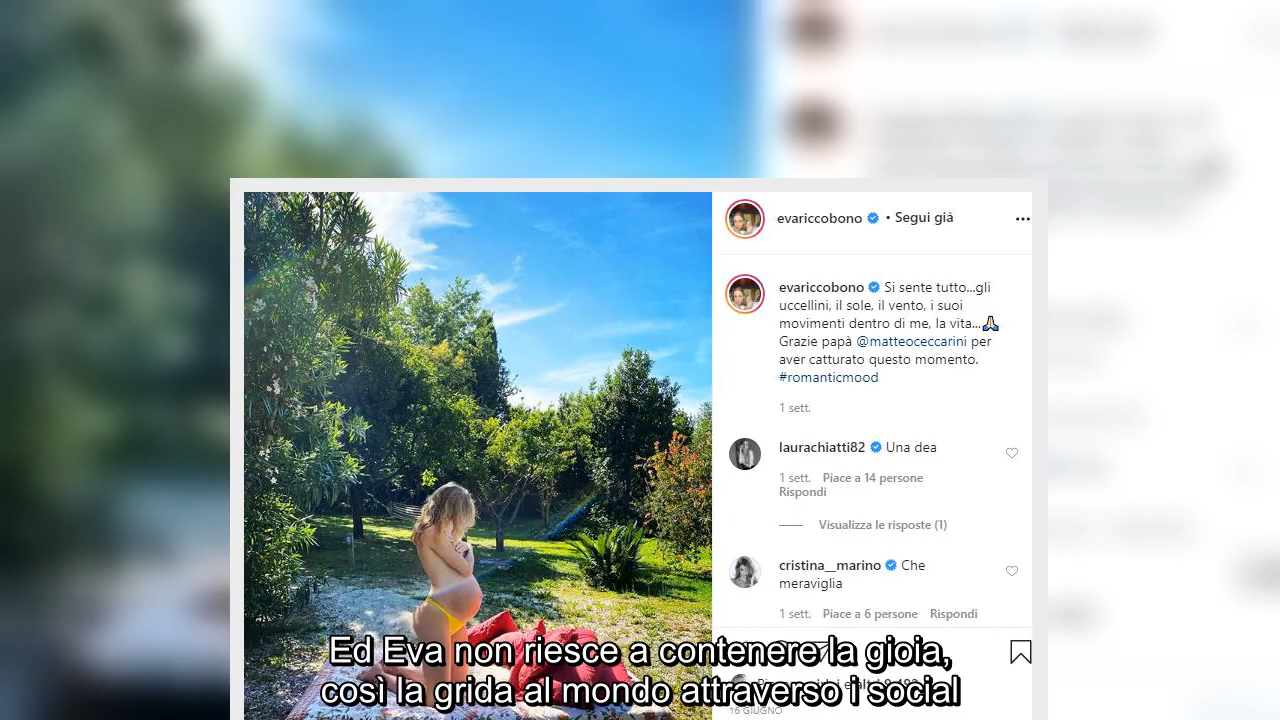 evariccobono • Segui già
evariccobono Si sente tutto...gli
uccellini, il sole, il vento, i suoi
movimenti dentro di me, la vita...🙏🏻
Grazie papà @matteoceccarini per
aver catturato questo momento.
#romanticmood
1 sett.
laurachiatti82 Una dea
1 sett. Piace a 14 persone
Rispondi
Visualizza le risposte (1)
cristina__marino Che
meraviglia
1 sett. Piace a 6 persone Rispondi
Ed Eva non riesce a contenere la gioia,
così la grida al mondo attraverso i social
16 GIUGNO